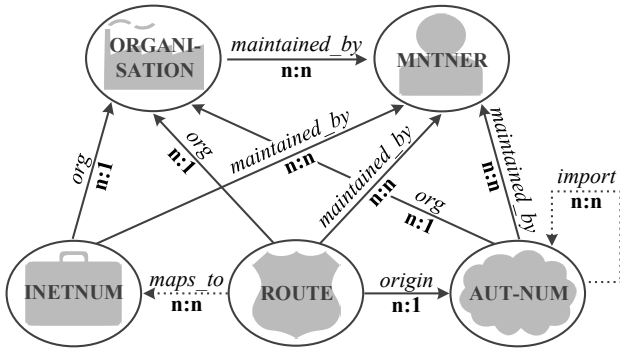 ORGANI-
SATION
maintained_by
n:n
MNTNER
org
n:1
org
n:1
maintained_by
n:n
maintained_by
n:n
org
n:1
maintained_by
n:n
import
n:n
INETNUM
maps_to
n:n
ROUTE
origin
n:1
AUT-NUM